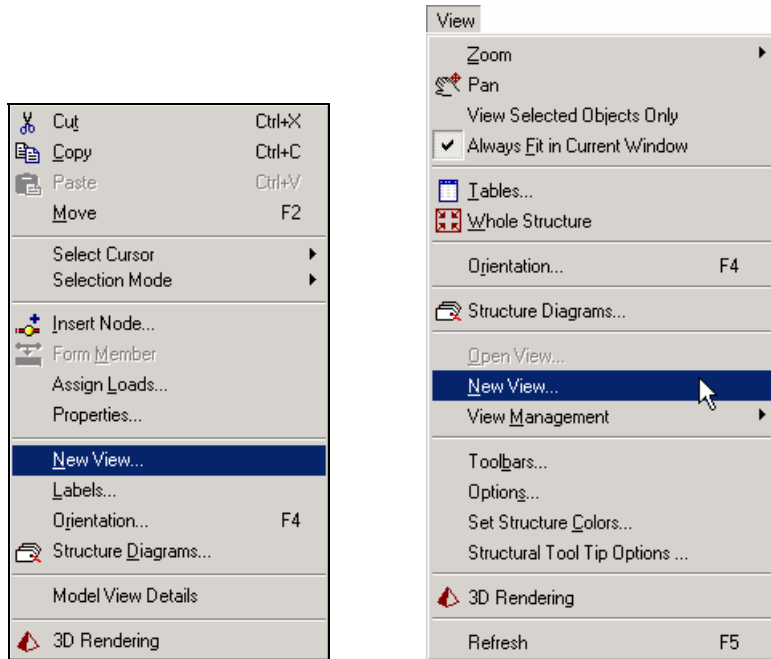 Cut Ctrl+X
Copy Ctrl+C
Paste Ctrl+V
Move F2
Select Cursor
Selection Mode
Insert Node...
Form Member
Assign Loads...
Properties...
New View...
Labels...
Orientation... F4
Structure Diagrams...
Model View Details
3D Rendering
View
Zoom
Pan
View Selected Objects Only
Always Fit in Current Window
Tables...
Whole Structure
Orientation... F4
Structure Diagrams...
Open View...
New View...
View Management
Toolbars...
Options...
Set Structure Colors...
Structural Tool Tip Options ...
3D Rendering
Refresh F5